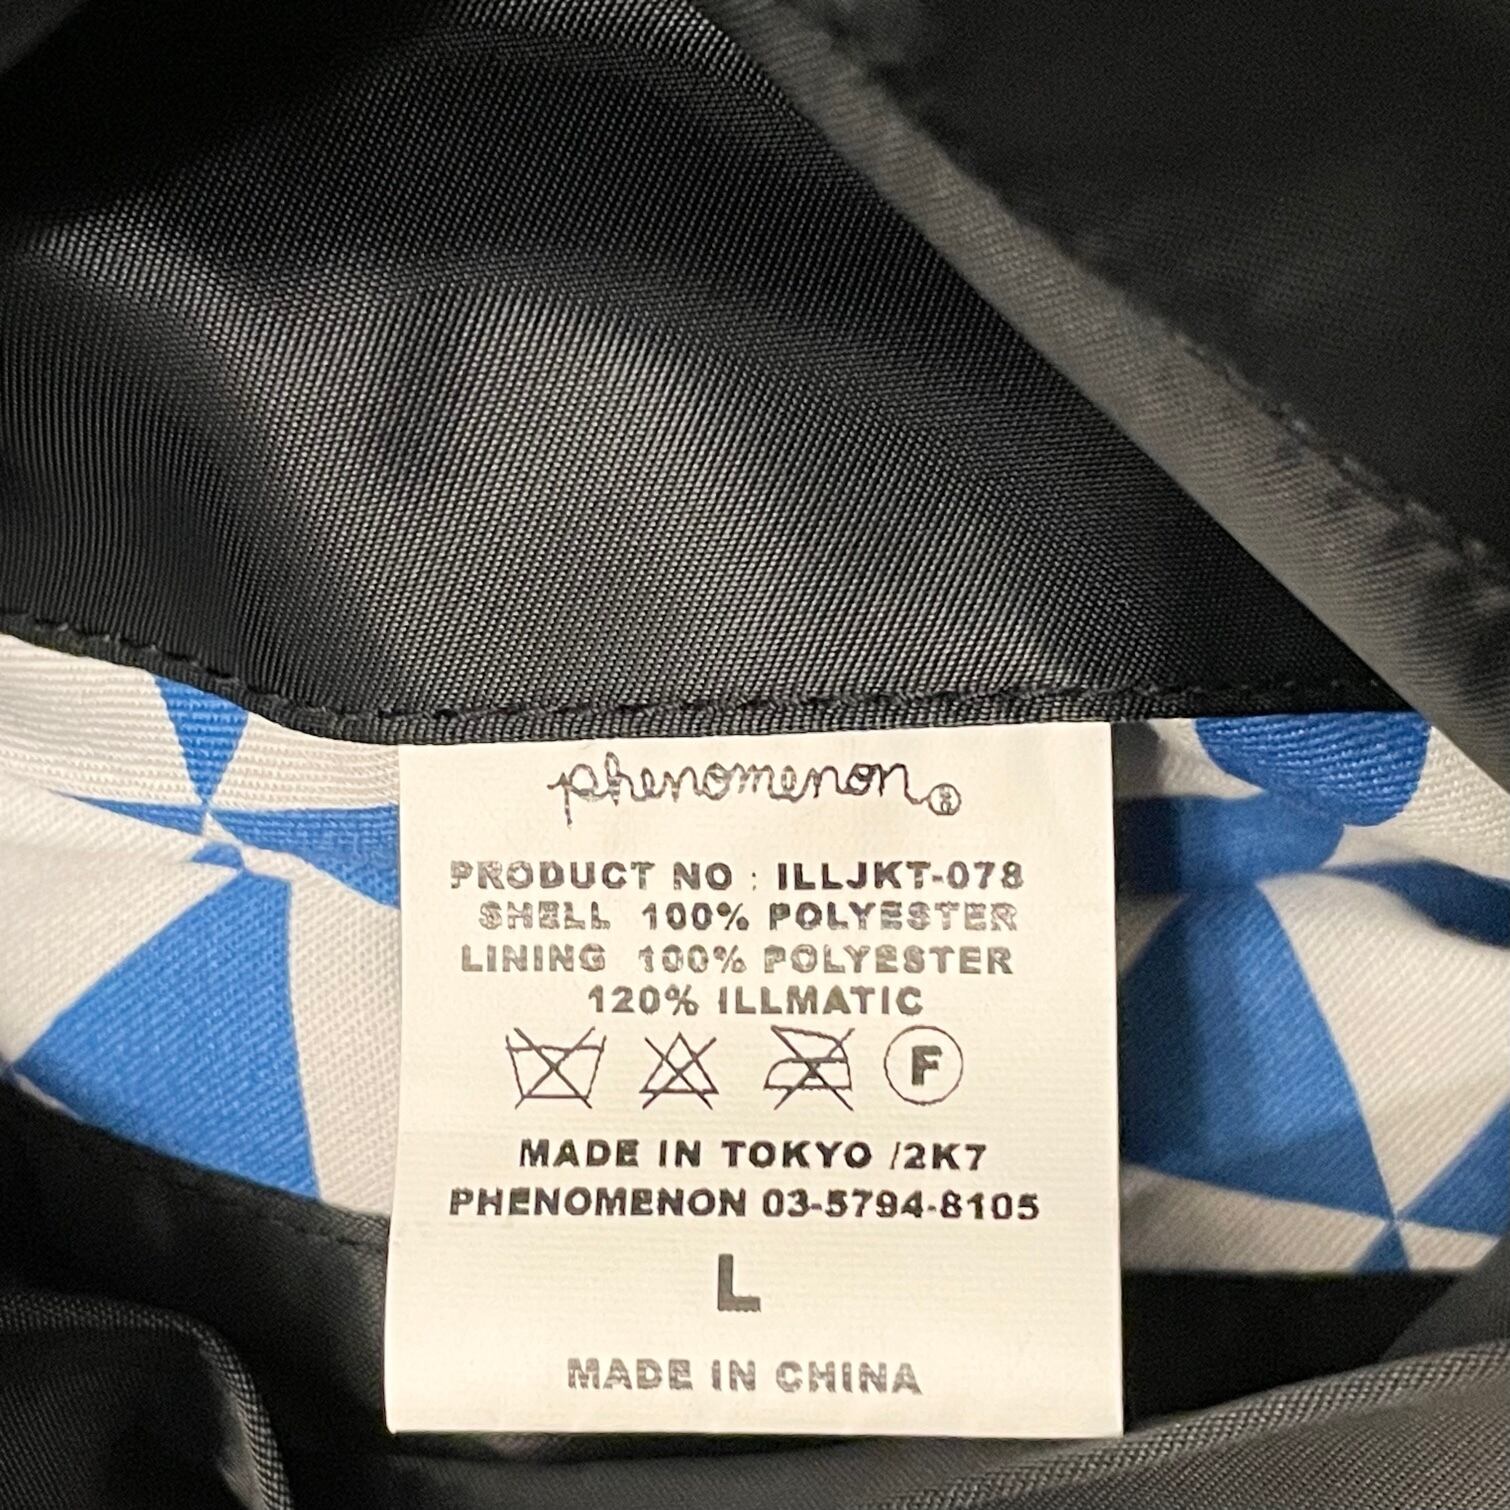 phenomenon®
PRODUCT NO : ILLJKT-078
SHELL 100% POLYESTER
LINING 100% POLYESTER
120% ILLMATIC
F
MADE IN TOKYO /2K7
PHENOMENON 03-5794-8105
L
MADE IN CHINA